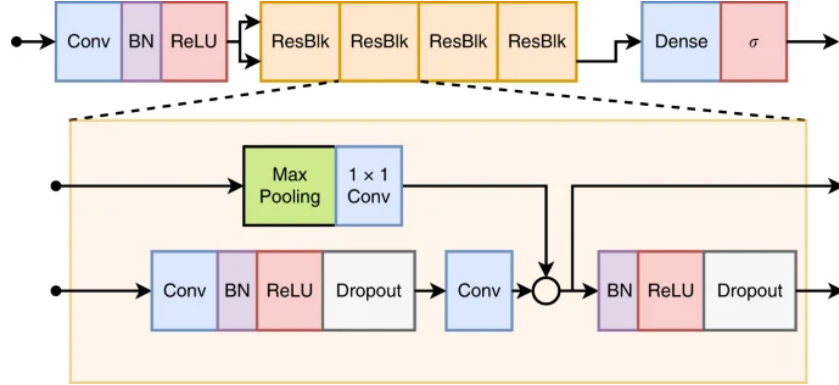 Conv BN ReLU ResBlk ResBlk ResBlk ResBlk Dense σ
Max
Pooling
1 × 1
Conv
Conv BN ReLU Dropout Conv BN ReLU Dropout